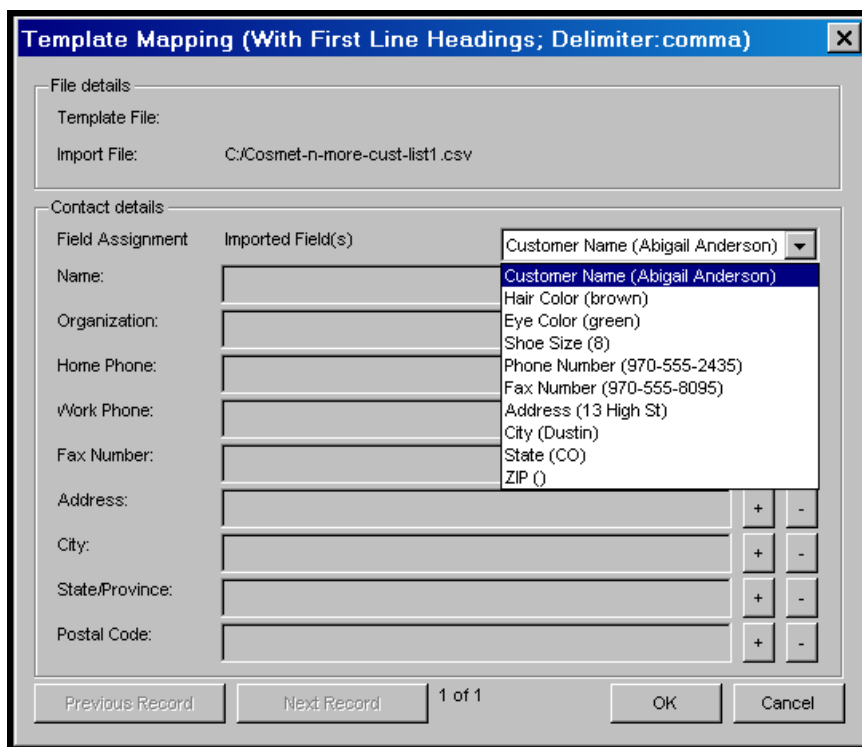 Template Mapping (With First Line Headings; Delimiter:comma)
File details
Template File:
Import File: C:/Cosmet-n-more-cust-list1.csv
Contact details
Field Assignment Imported Field(s) Customer Name (Abigail Anderson)
Name:
Organization:
Home Phone:
Work Phone:
Fax Number:
Customer Name (Abigail Anderson)
Hair Color (brown)
Eye Color (green)
Shoe Size (8)
Phone Number (970-555-2435)
Fax Number (970-555-8095)
Address (13 High St)
City (Dustin)
State (CO)
ZIP ()
Address: + -
City: + -
State/Province: + -
Postal Code: + -
Previous Record Next Record 1 of 1 OK Cancel